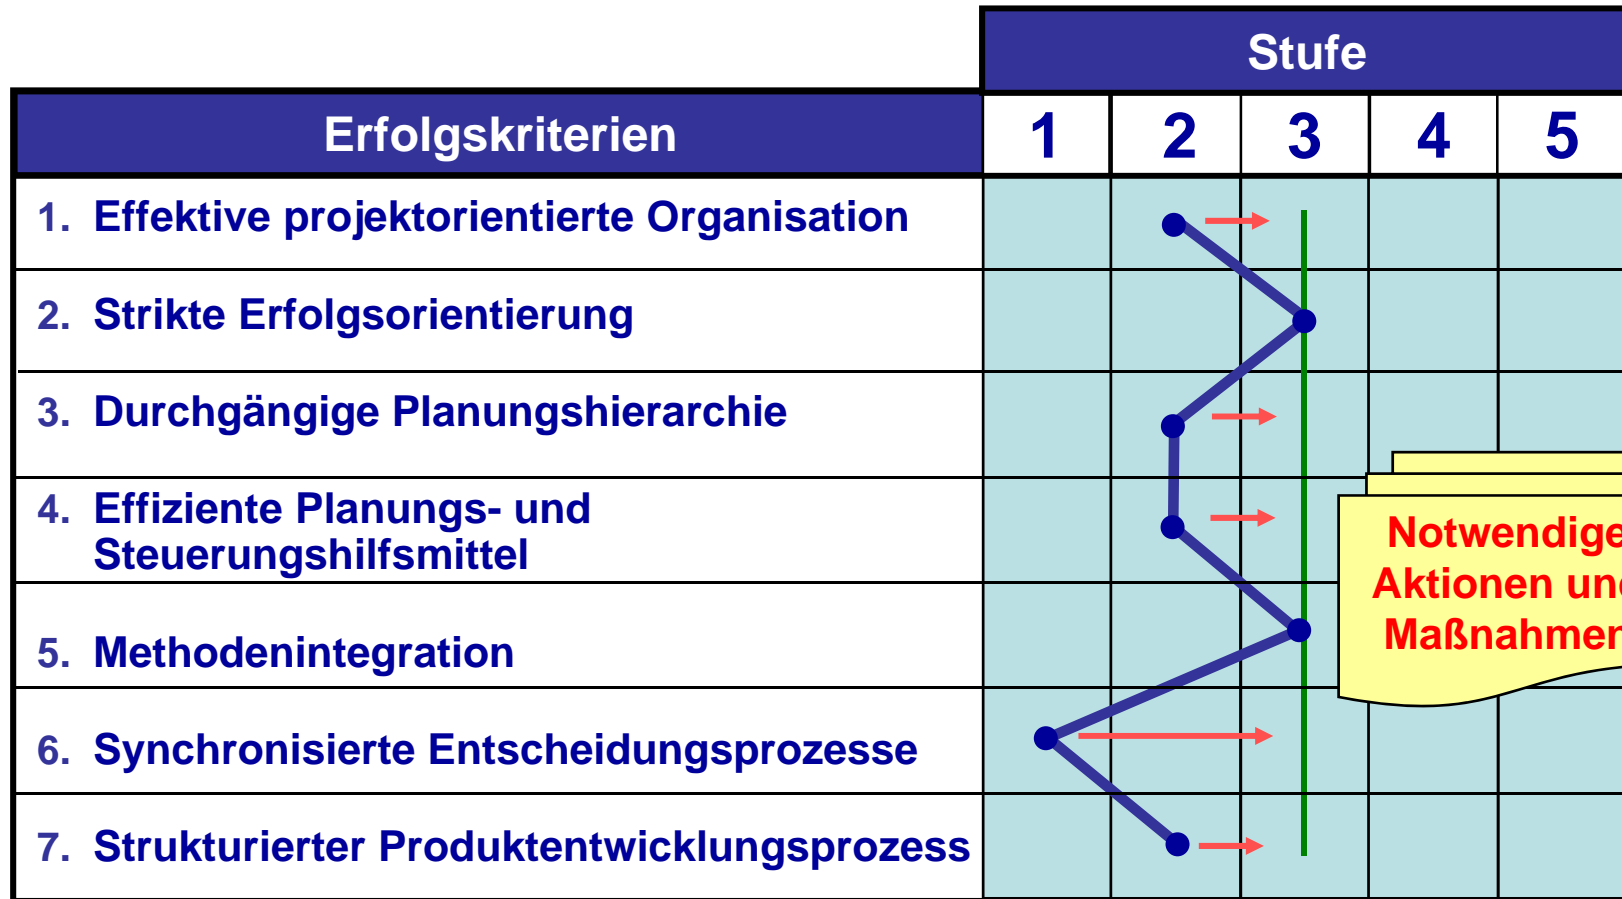 Stufe
Erfolgskriterien 1 2 3 4 5
1. Effektive projektorientierte Organisation
2. Strikte Erfolgsorientierung
3. Durchgängige Planungshierarchie
4. Effiziente Planungs- und
Steuerungshilfsmittel
5. Methodenintegration
6. Synchronisierte Entscheidungsprozesse
7. Strukturierter Produktentwicklungsprozess
Notwendige
Aktionen und
Maßnahmen